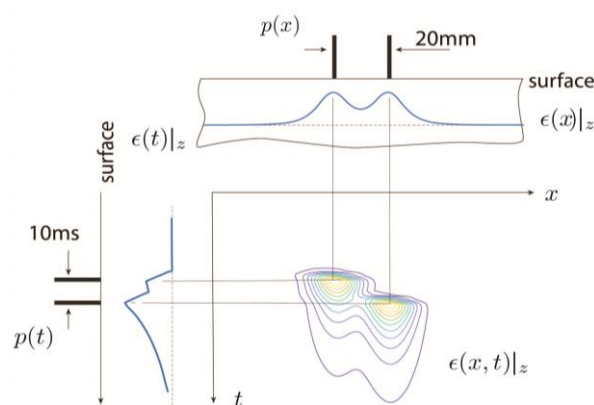 p(x)
20mm
surface
ϵ(x)|z
ϵ(t)|z
surface
x
10ms
p(t)
ϵ(x, t)|z
t